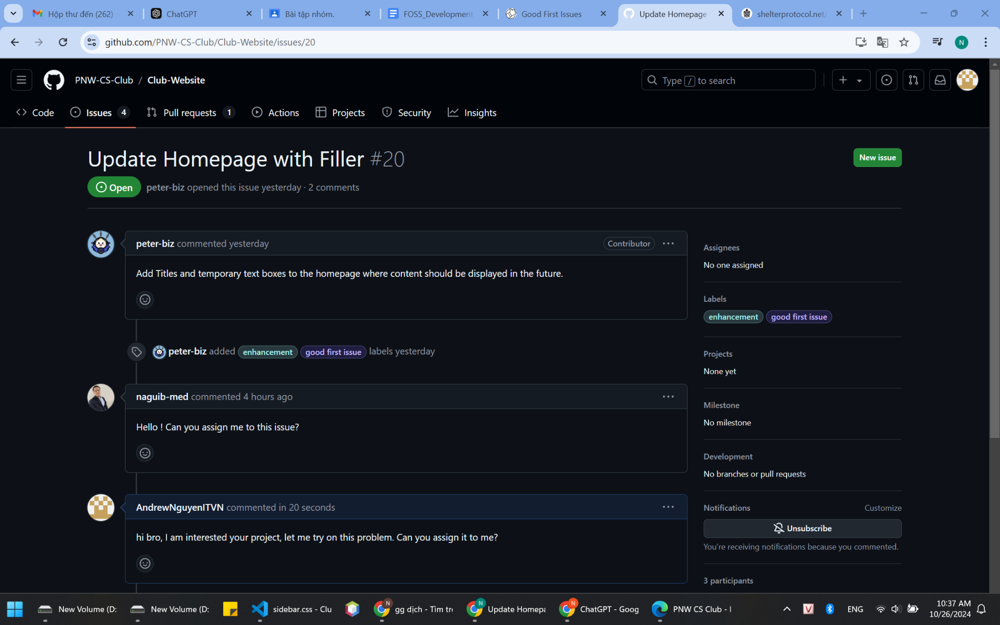 Hộp thư đến (262) -
ChatGPT
Bài tập nhóm.
FOSS_Development
Good First Issues
Update Homepage
shelterprotocol.net/
github.com/PNW-CS-Club/Club-Website/issues/20
N
PNW-CS-Club / Club-Website
Type / to search
Code
Issues 4
Pull requests 1
Actions
Projects
Security
Insights
Update Homepage with Filler #20
New issue
Open
peter-biz opened this issue yesterday · 2 comments
peter-biz commented yesterday
Contributor
Add Titles and temporary text boxes to the homepage where content should be displayed in the future.
peter-biz added enhancement good first issue labels yesterday
naguib-med commented 4 hours ago
Hello ! Can you assign me to this issue?
AndrewNguyenITVN commented in 20 seconds
hi bro, I am interested your project, let me try on this problem. Can you assign it to me?
Assignees
No one assigned
Labels
enhancement good first issue
Projects
None yet
Milestone
No milestone
Development
No branches or pull requests
Notifications
Customize
Unsubscribe
You're receiving notifications because you commented.
3 participants
New Volume (D:
New Volume (D:
sidebar.css - Clu
N
gg dịch - Tìm tr
N
Update Homepa
N
ChatGPT - Goog
PNW CS Club - I
V
ENG
10:37 AM
10/26/2024